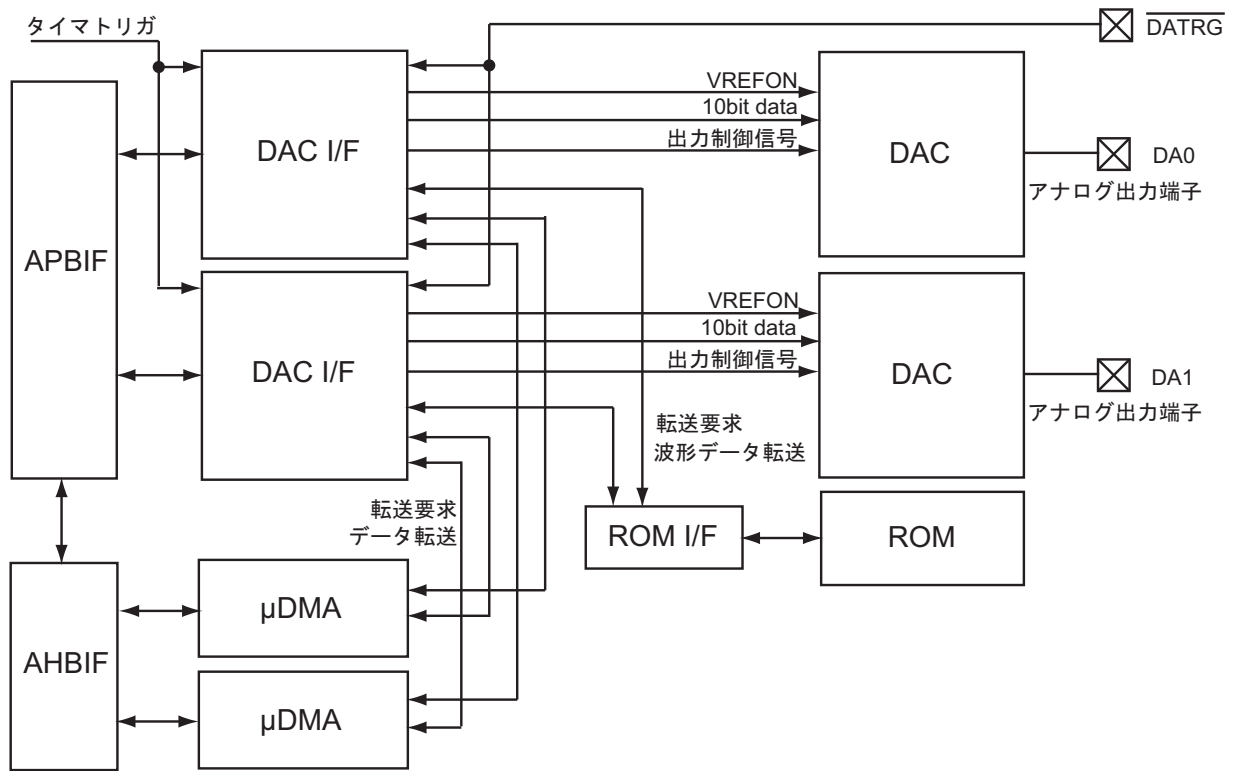 タイマトリガ
DATRG
DAC I/F
VREFON
10bit data
出力制御信号
DAC
DA0
アナログ出力端子
APBIF
DAC I/F
VREFON
10bit data
出力制御信号
DAC
DA1
アナログ出力端子
転送要求
波形データ転送
転送要求
データ転送
ROM I/F
ROM
AHBIF
μDMA
μDMA